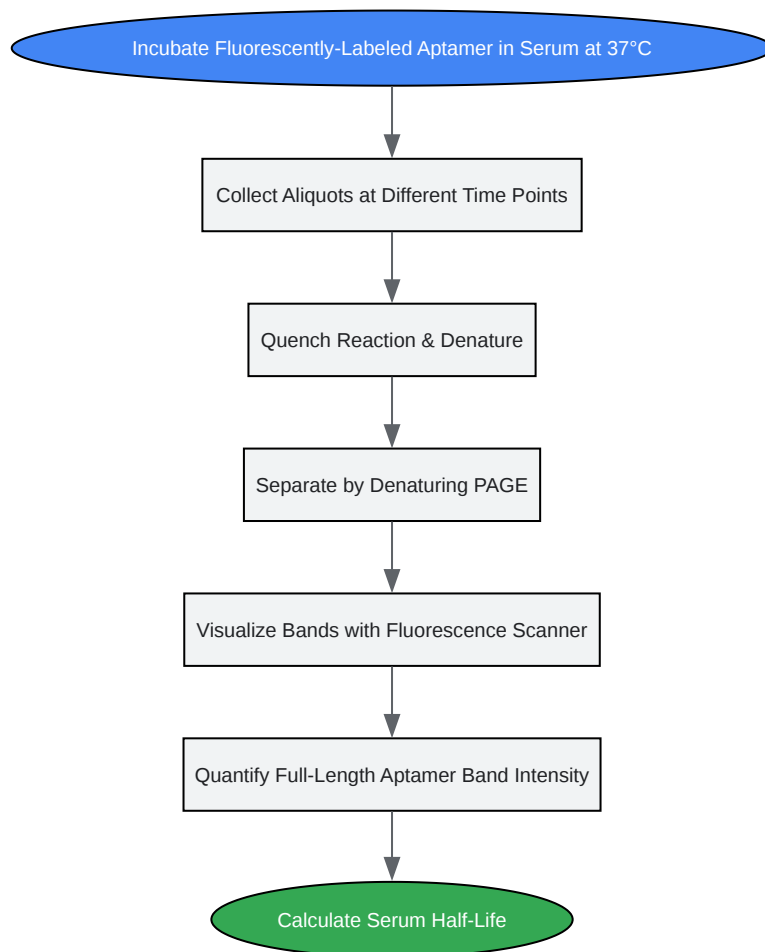 Incubate Fluorescently-Labeled Aptamer in Serum at 37°C
Collect Aliquots at Different Time Points
Quench Reaction & Denature
Separate by Denaturing PAGE
Visualize Bands with Fluorescence Scanner
Quantify Full-Length Aptamer Band Intensity
Calculate Serum Half-Life